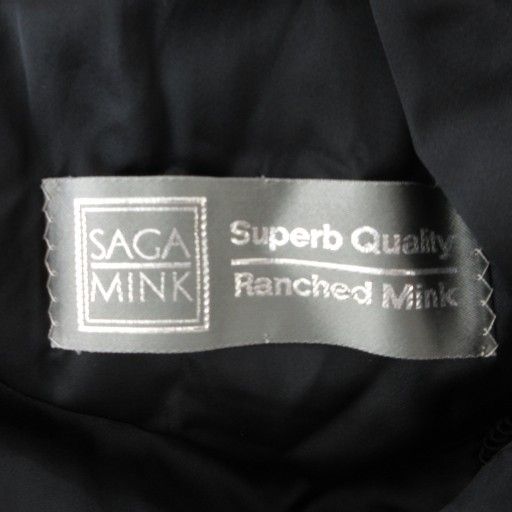 SAGA
MINK
Superb Quality
Ranched Mink